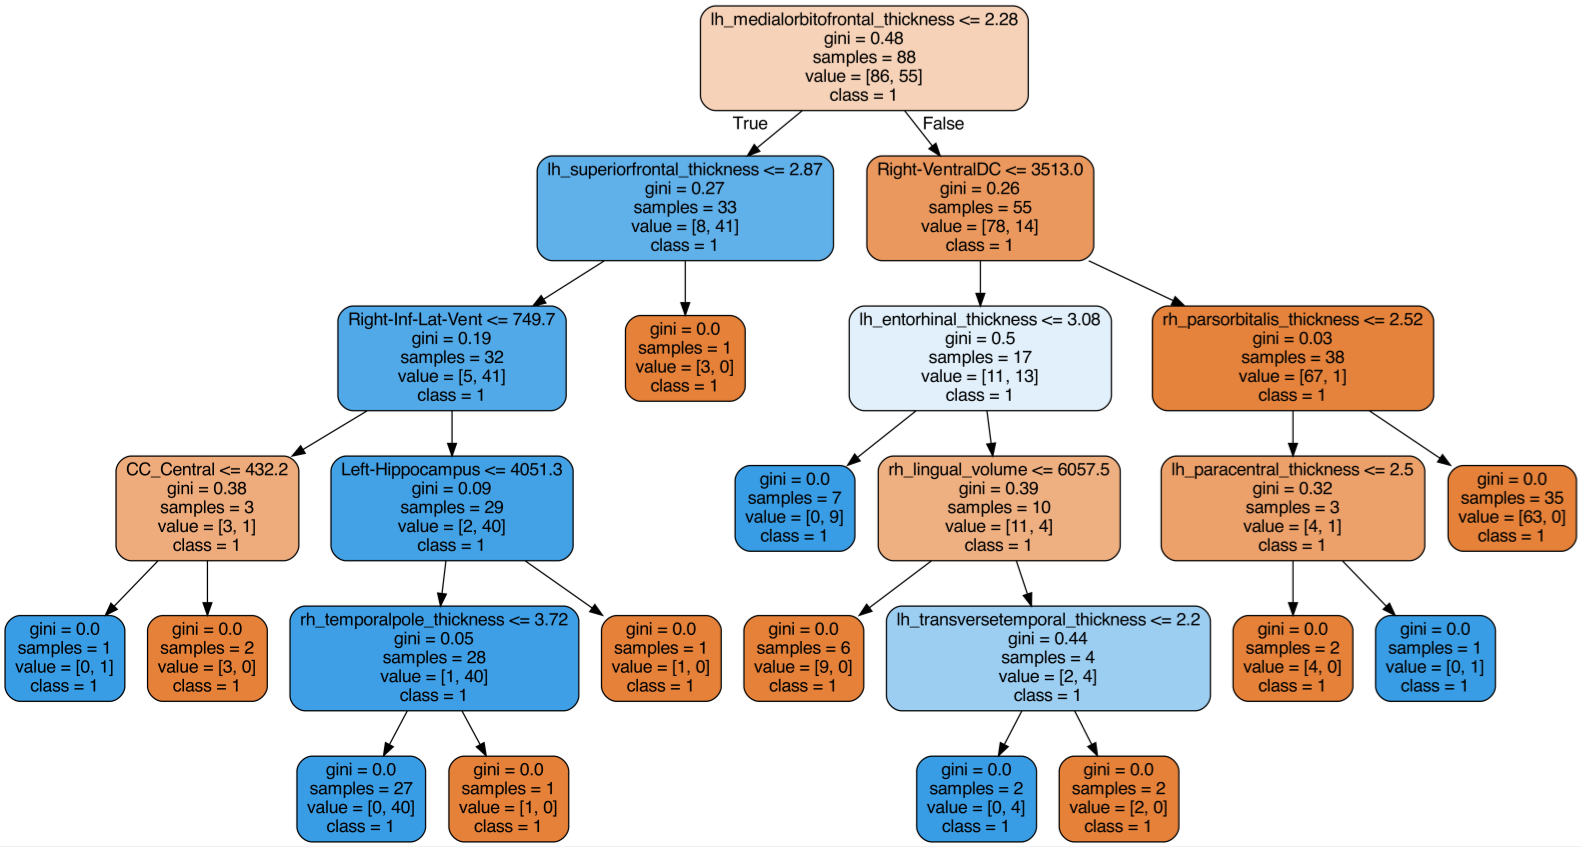 lh_medialorbitofrontal_thickness <= 2.28
gini = 0.48
samples = 88
value = [86, 55]
class = 1
True
False
lh_superiorfrontal_thickness <= 2.87
gini = 0.27
samples = 33
value = [8, 41]
class = 1
Right-VentralDC <= 3513.0
gini = 0.26
samples = 55
value = [78, 14]
class = 1
Right-Inf-Lat-Vent <= 749.7
gini = 0.19
samples = 32
value = [5, 41]
class = 1
gini = 0.0
samples = 1
value = [3, 0]
class = 1
lh_entorhinal_thickness <= 3.08
gini = 0.5
samples = 17
value = [11, 13]
class = 1
rh_parsorbitalis_thickness <= 2.52
gini = 0.03
samples = 38
value = [67, 1]
class = 1
CC_Central <= 432.2
gini = 0.38
samples = 3
value = [3, 1]
class = 1
Left-Hippocampus <= 4051.3
gini = 0.09
samples = 29
value = [2, 40]
class = 1
gini = 0.0
samples = 7
value = [0, 9]
class = 1
rh_lingual_volume <= 6057.5
gini = 0.39
samples = 10
value = [11, 4]
class = 1
lh_paracentral_thickness <= 2.5
gini = 0.32
samples = 3
value = [4, 1]
class = 1
gini = 0.0
samples = 35
value = [63, 0]
class = 1
gini = 0.0
samples = 1
value = [0, 1]
class = 1
gini = 0.0
samples = 2
value = [3, 0]
class = 1
rh_temporalpole_thickness <= 3.72
gini = 0.05
samples = 28
value = [1, 40]
class = 1
gini = 0.0
samples = 1
value = [1, 0]
class = 1
gini = 0.0
samples = 6
value = [9, 0]
class = 1
lh_transversetemporal_thickness <= 2.2
gini = 0.44
samples = 4
value = [2, 4]
class = 1
gini = 0.0
samples = 2
value = [4, 0]
class = 1
gini = 0.0
samples = 1
value = [0, 1]
class = 1
gini = 0.0
samples = 27
value = [0, 40]
class = 1
gini = 0.0
samples = 1
value = [1, 0]
class = 1
gini = 0.0
samples = 2
value = [0, 4]
class = 1
gini = 0.0
samples = 2
value = [2, 0]
class = 1